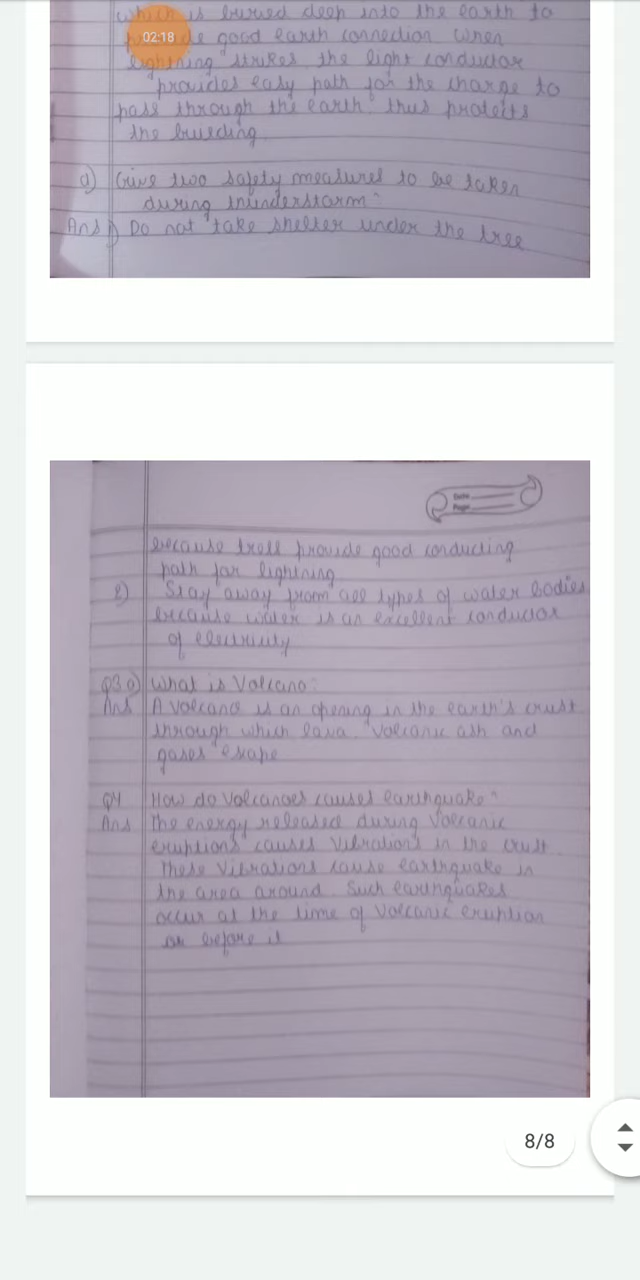 which is buried deep into the earth to
provide good earth connection when
lightning strikes the light conductor
provides easy path for the charge to
pass through the earth thus protects
the building
d) Give two safety measures to be taken
during thunderstorm
Ans 1) Do not take shelter under the tree
Date
Page
because trees provide good conducting
path for lightning
2) Stay away from all types of water bodies
because water is an excellent conductor
of electricity
Q3 a) What is Volcano?
Ans A volcano is an opening in the earth's crust
through which lava. Volcanic ash and
gases escape
Q4 How do volcanoes causes earthquake?
Ans The energy released during volcanic
eruptions causes vibrations in the crust.
These vibrations cause earthquake in
the area around. Such earthquakes
occur at the time of volcanic eruption
or before it
02:18
8/8